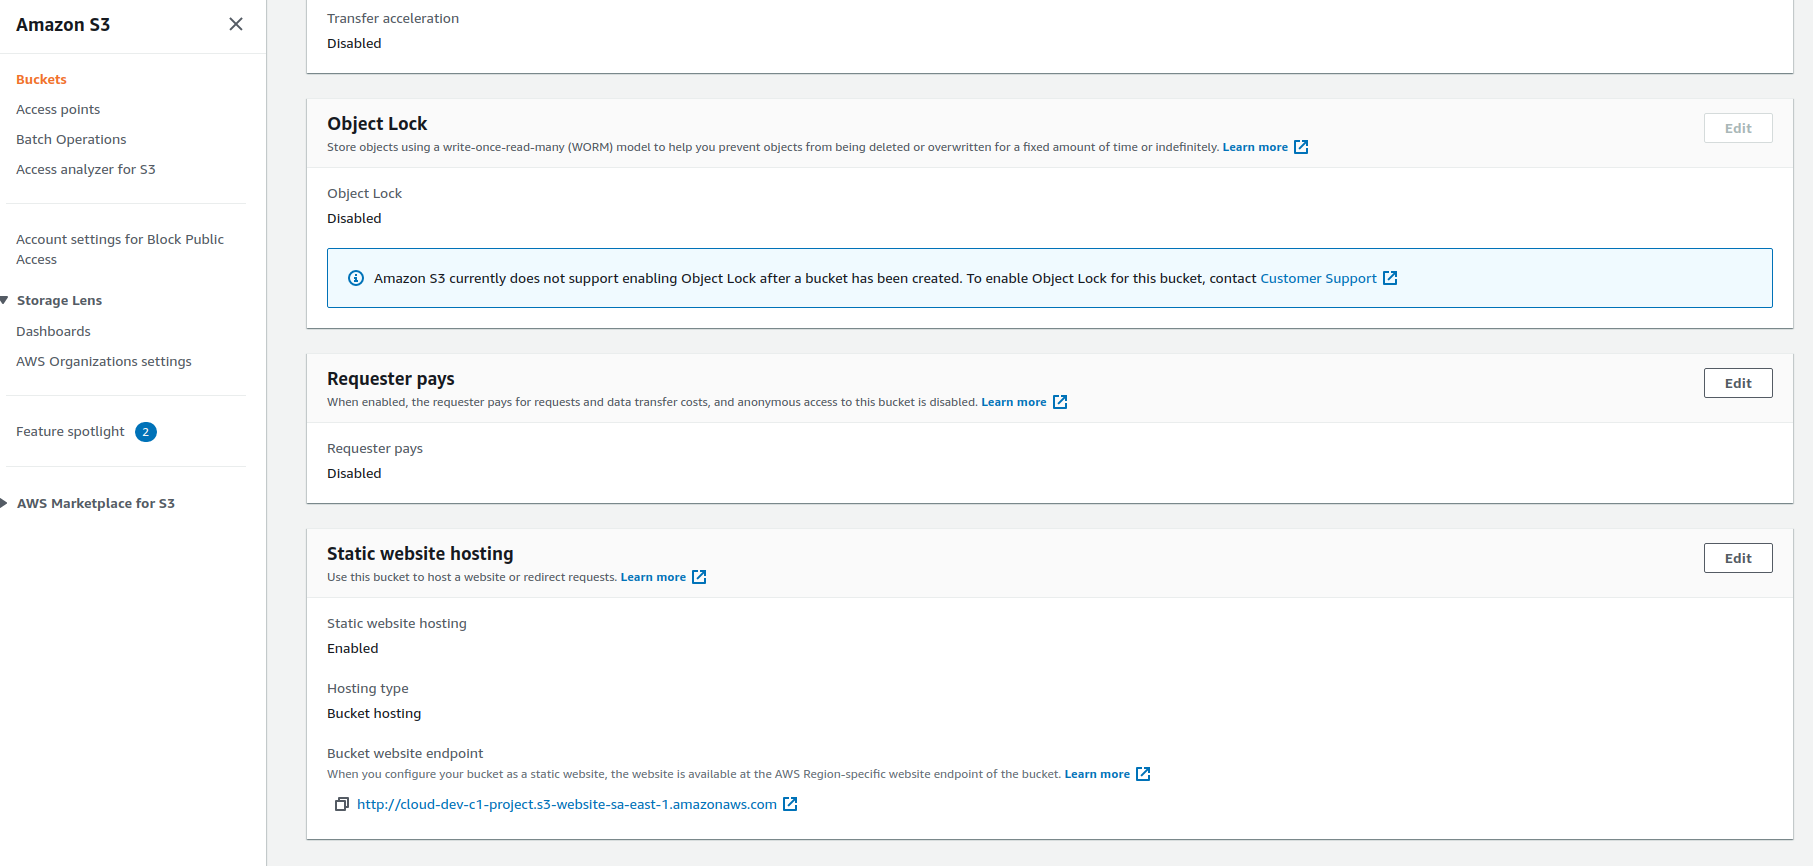 Amazon S3
Buckets
Access points
Batch Operations
Access analyzer for S3
Account settings for Block Public
Access
Storage Lens
Dashboards
AWS Organizations settings
Feature spotlight 2
AWS Marketplace for S3
Transfer acceleration
Disabled
Object Lock
Edit
Store objects using a write-once-read-many (WORM) model to help you prevent objects from being deleted or overwritten for a fixed amount of time or indefinitely. Learn more
Object Lock
Disabled
Amazon S3 currently does not support enabling Object Lock after a bucket has been created. To enable Object Lock for this bucket, contact Customer Support
Requester pays
Edit
When enabled, the requester pays for requests and data transfer costs, and anonymous access to this bucket is disabled. Learn more
Requester pays
Disabled
Static website hosting
Edit
Use this bucket to host a website or redirect requests. Learn more
Static website hosting
Enabled
Hosting type
Bucket hosting
Bucket website endpoint
When you configure your bucket as a static website, the website is available at the AWS Region-specific website endpoint of the bucket. Learn more
http://cloud-dev-c1-project.s3-website-sa-east-1.amazonaws.com